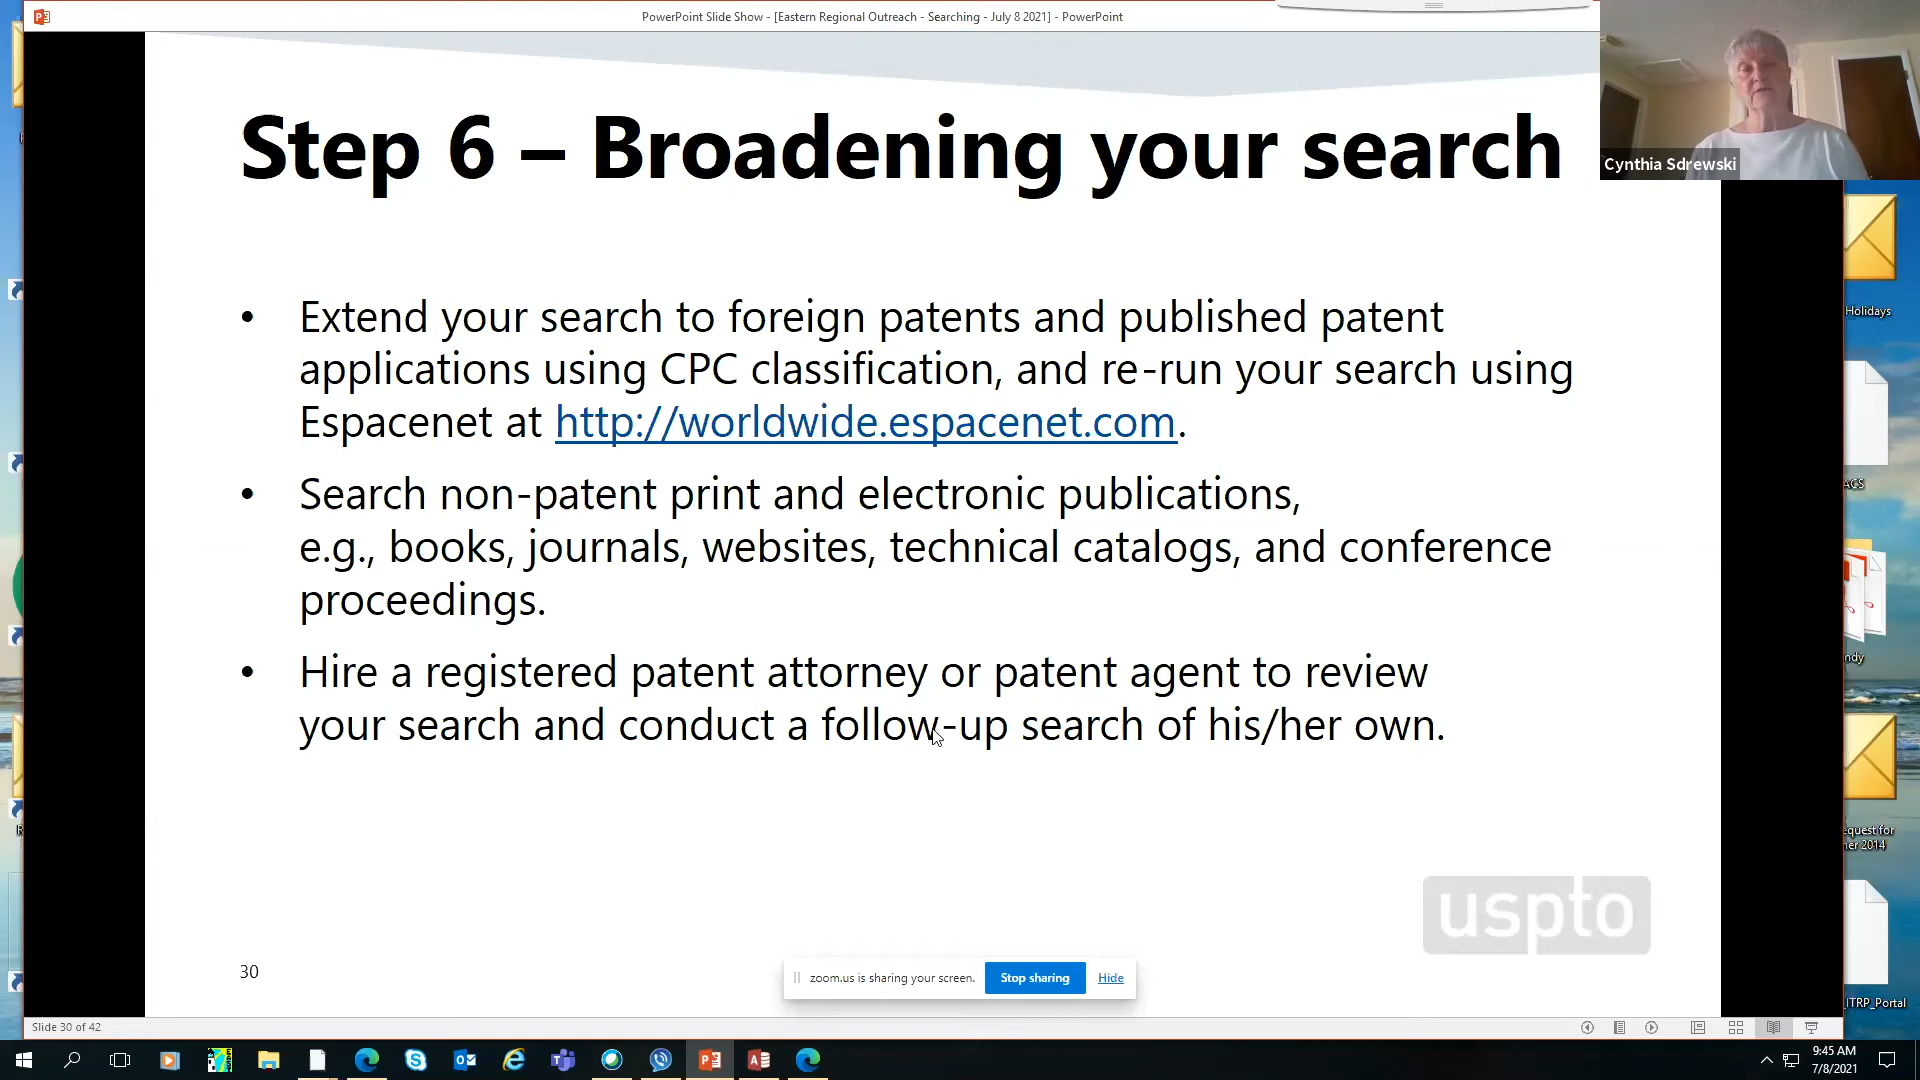 PowerPoint Slide Show - [Eastern Regional Outreach - Searching - July 8 2021] - PowerPoint
Step 6 – Broadening your search
Cynthia Sdrewski
• Extend your search to foreign patents and published patent
applications using CPC classification, and re-run your search using
Espacenet at http://worldwide.espacenet.com.
• Search non-patent print and electronic publications,
e.g., books, journals, websites, technical catalogs, and conference
proceedings.
• Hire a registered patent attorney or patent agent to review
your search and conduct a follow-up search of his/her own.
uspto
30
zoom.us is sharing your screen.
Stop sharing
Hide
Holidays
ITRP_Portal
Slide 30 of 42
9:45 AM
7/8/2021